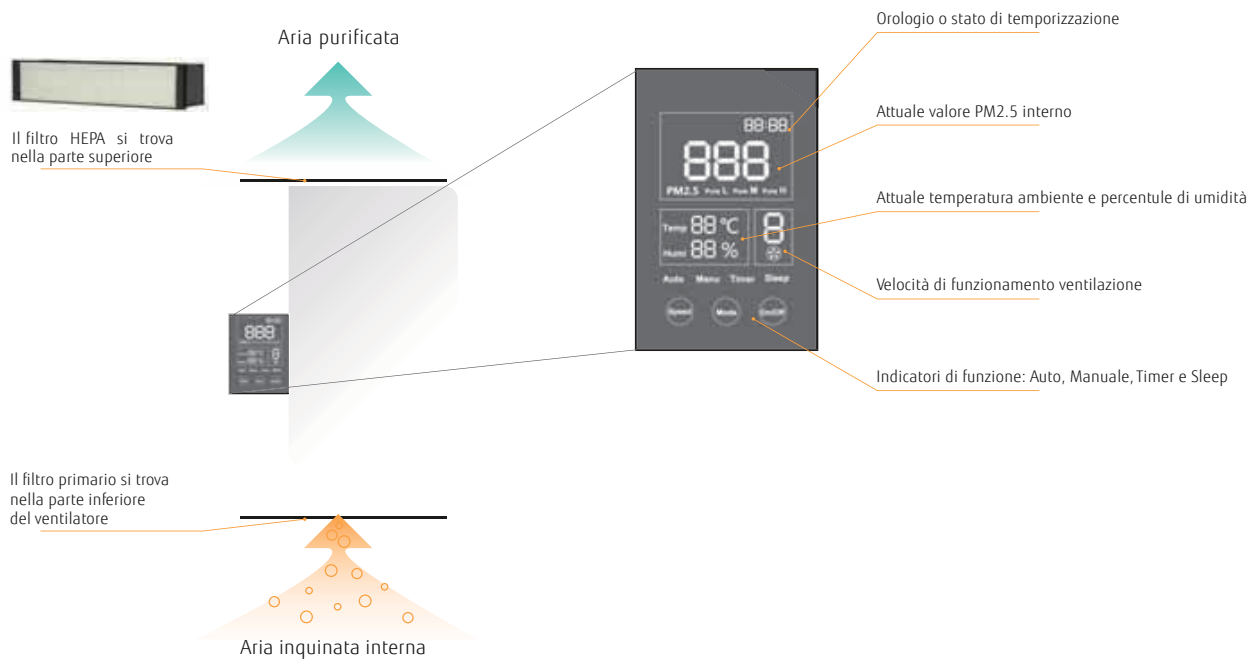 Aria purificata
Il filtro HEPA si trova
nella parte superiore
Il filtro primario si trova
nella parte inferiore
del ventilatore
Aria inquinata interna
Orologio o stato di temporizzazione
Attuale valore PM2.5 interno
Attuale temperatura ambiente e percentule di umidità
Velocità di funzionamento ventilazione
Indicatori di funzione: Auto, Manuale, Timer e Sleep
88:88
888
PM2.5 L M H
Temp 88 °C
Humi 88 %
8
Auto Manu Timer Sleep
Speed Mode On/Off
888
8